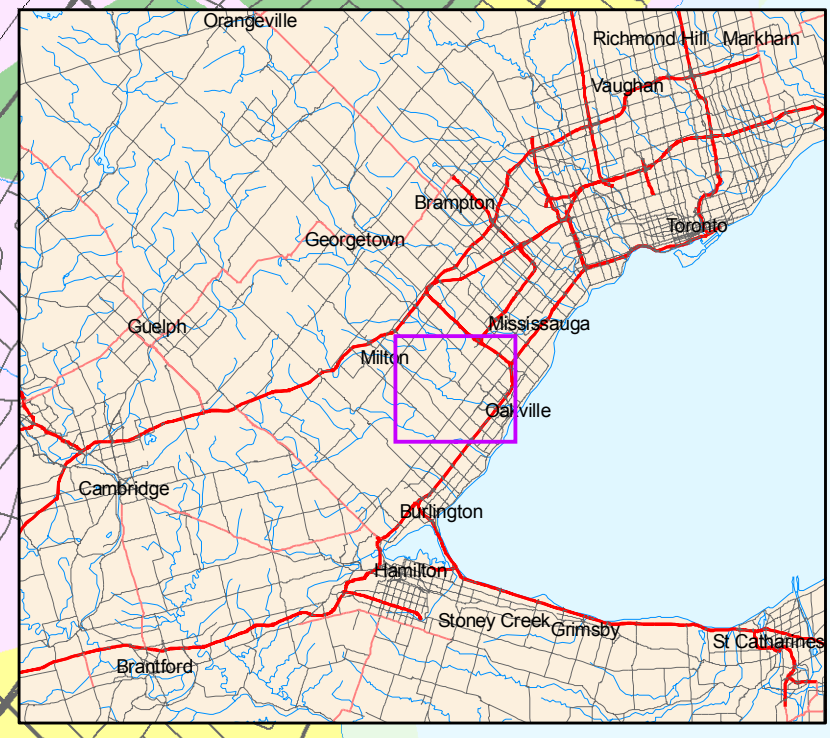 Orangeville
Richmond Hill
Markham
Vaughan
Brampton
Toronto
Georgetown
Mississauga
Guelph
Milton
Oakville
Cambridge
Burlington
Hamilton
Stoney Creek
Grimsby
St Catharines
Brantford